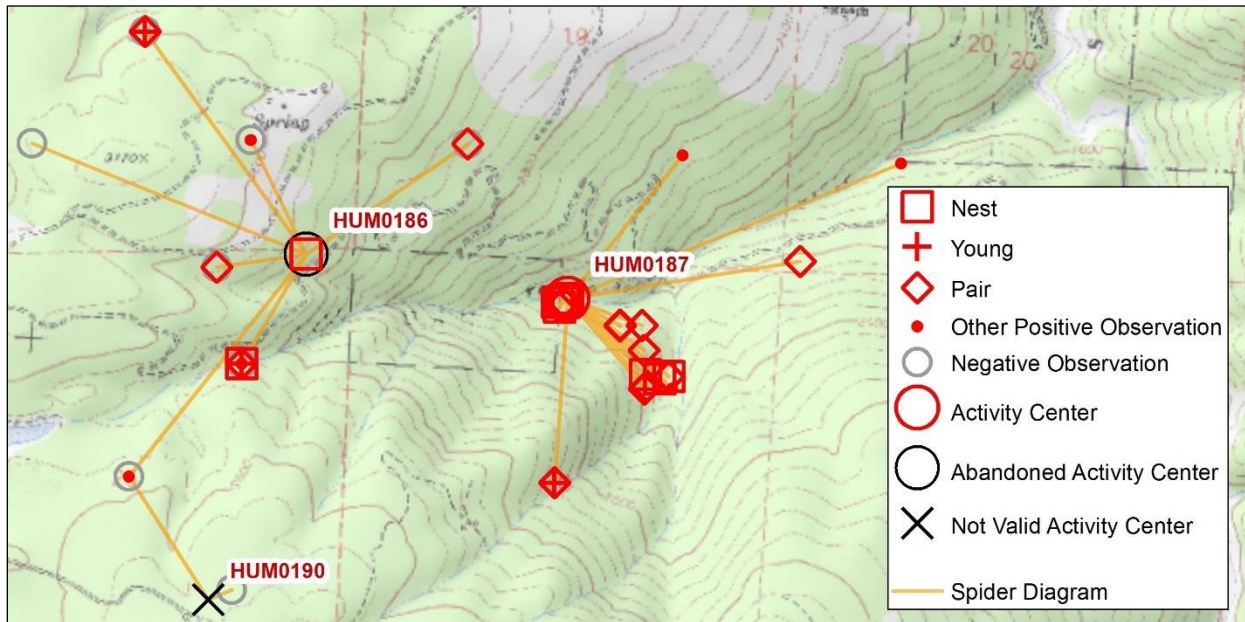 19
20
20
S
Spring
3170X
HUM0186
HUM0187
HUM0190
Nest
Young
Pair
Other Positive Observation
Negative Observation
Activity Center
Abandoned Activity Center
Not Valid Activity Center
Spider Diagram